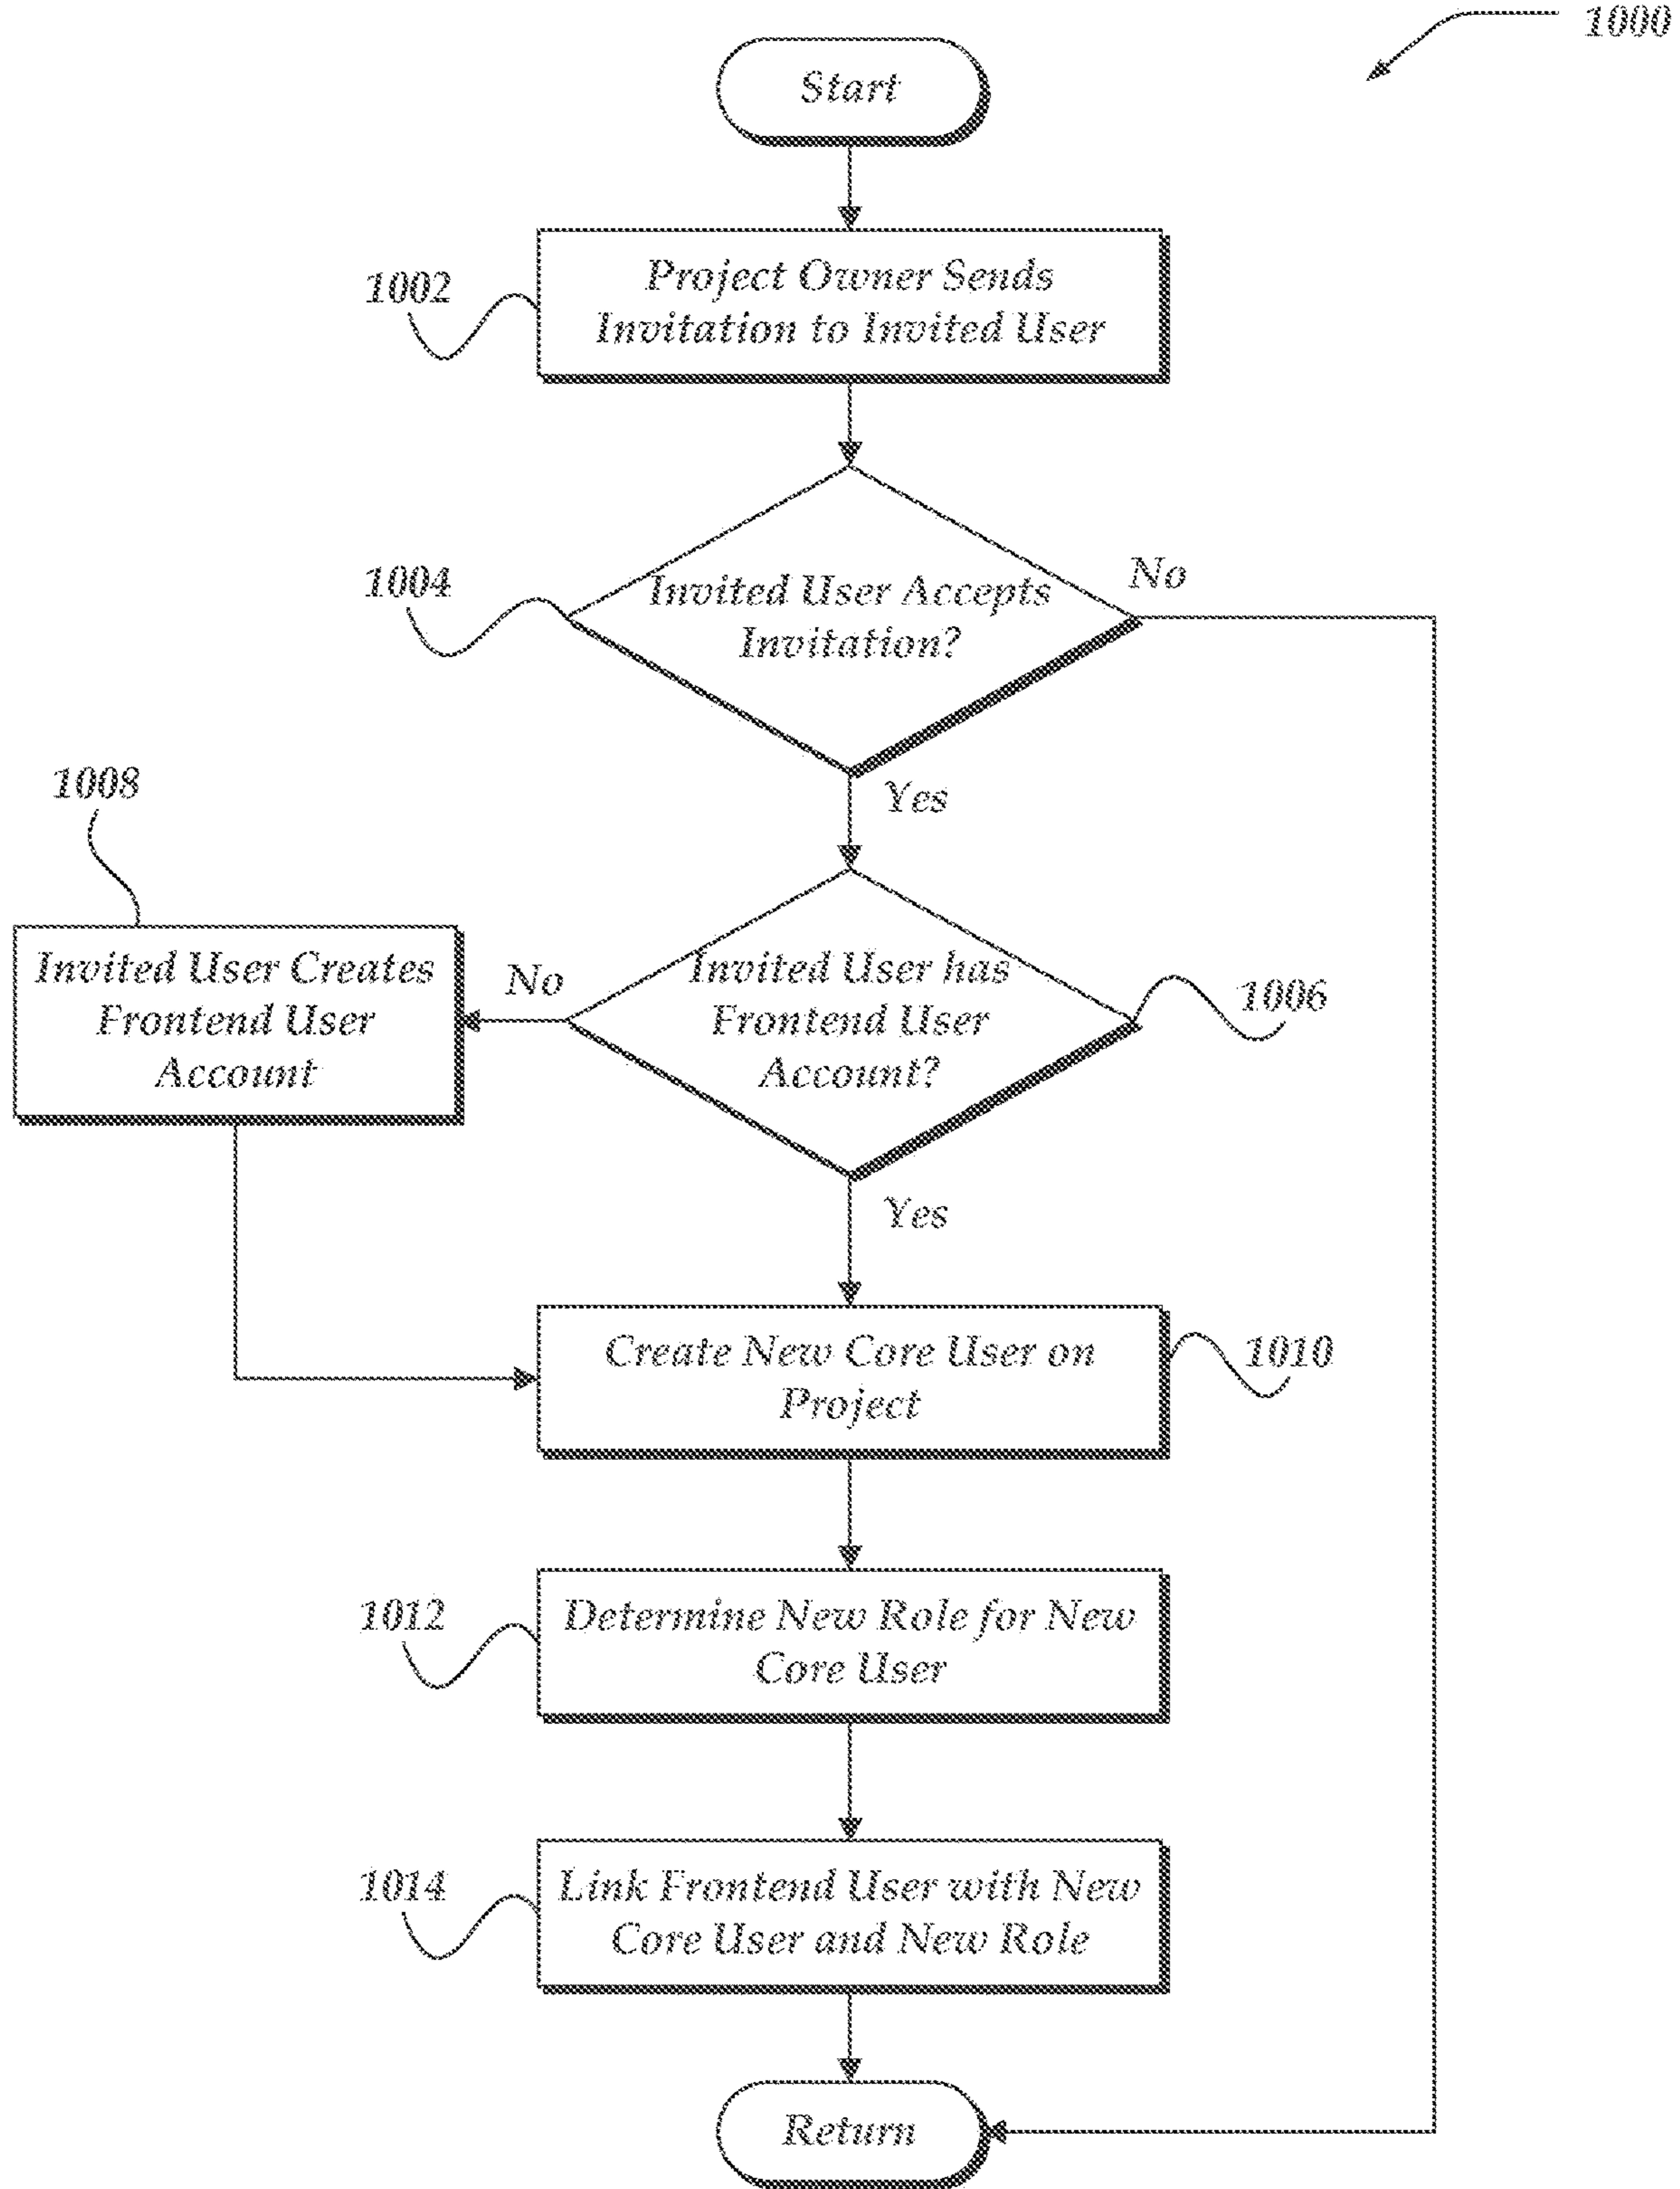 1000
Start
1002
Project Owner Sends
Invitation to Invited User
1004
Invited User Accepts
Invitation?
No
Yes
1008
Invited User Creates
Frontend User
Account
No
Invited User has
Frontend User
Account?
1006
Yes
Create New Core User on
Project
1010
1012
Determine New Role for New
Core User
1014
Link Frontend User with New
Core User and New Role
Return